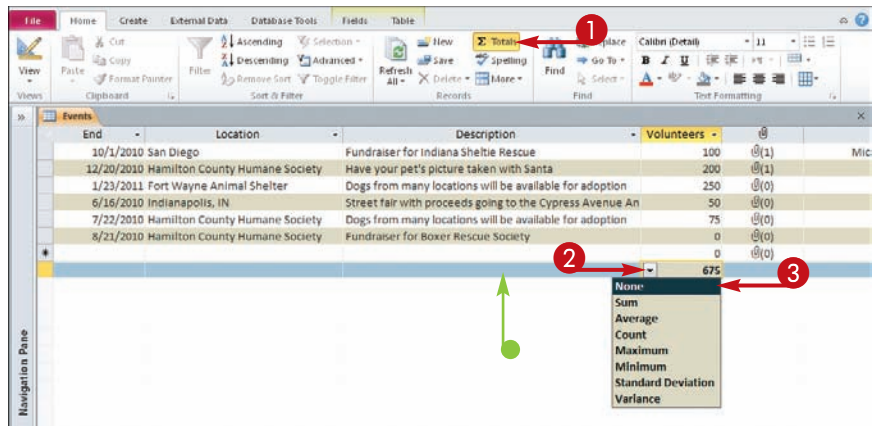 File Home Create External Data Database Tools Fields Table
1
Cut
Copy
Format Painter
Paste
Clipboard
View
Views
Filter
Ascending
Descending
Remove Sort
Selection
Advanced
Toggle Filter
Sort & Filter
Refresh All
New
Save
Delete
Σ Totals
Spelling
More
Records
Find
Replace
Go To
Select
Find
Calibri (Detail) 11
B I U
A
Text Formatting
Events
End Location Description Volunteers
10/1/2010 San Diego Fundraiser for Indiana Sheltie Rescue 100 (1) Mic
12/20/2010 Hamilton County Humane Society Have your pet's picture taken with Santa 200 (1)
1/23/2011 Fort Wayne Animal Shelter Dogs from many locations will be available for adoption 250 (0)
6/16/2010 Indianapolis, IN Street fair with proceeds going to the Cypress Avenue An 50 (0)
7/22/2010 Hamilton County Humane Society Dogs from many locations will be available for adoption 75 (0)
8/21/2010 Hamilton County Humane Society Fundraiser for Boxer Rescue Society 0 (0)
0 (0)
2
675
3
None
Sum
Average
Count
Maximum
Minimum
Standard Deviation
Variance
Navigation Pane